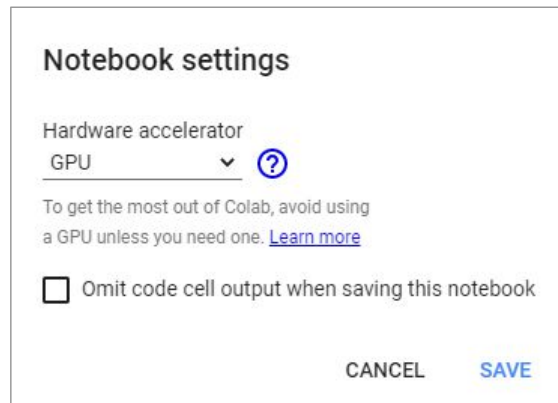 Notebook settings
Hardware accelerator
GPU
?
To get the most out of Colab, avoid using
a GPU unless you need one. Learn more
Omit code cell output when saving this notebook
CANCEL SAVE